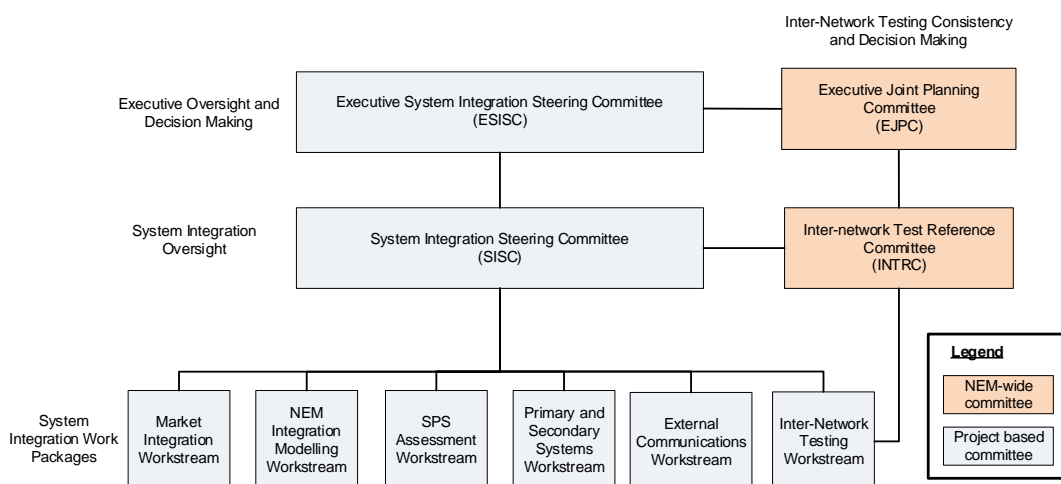 Inter-Network Testing Consistency
and Decision Making
Executive Oversight and
Decision Making
Executive System Integration Steering Committee
(ESISC)
Executive Joint Planning
Committee
(EJPC)
System Integration
Oversight
System Integration Steering Committee
(SISC)
Inter-network Test Reference
Committee
(INTRC)
Legend
NEM-wide
committee
Project based
committee
System
Integration Work
Packages
Market
Integration
Workstream
NEM
Integration
Modelling
Workstream
SPS
Assessment
Workstream
Primary and
Secondary
Systems
Workstream
External
Communications
Workstream
Inter-Network
Testing
Workstream